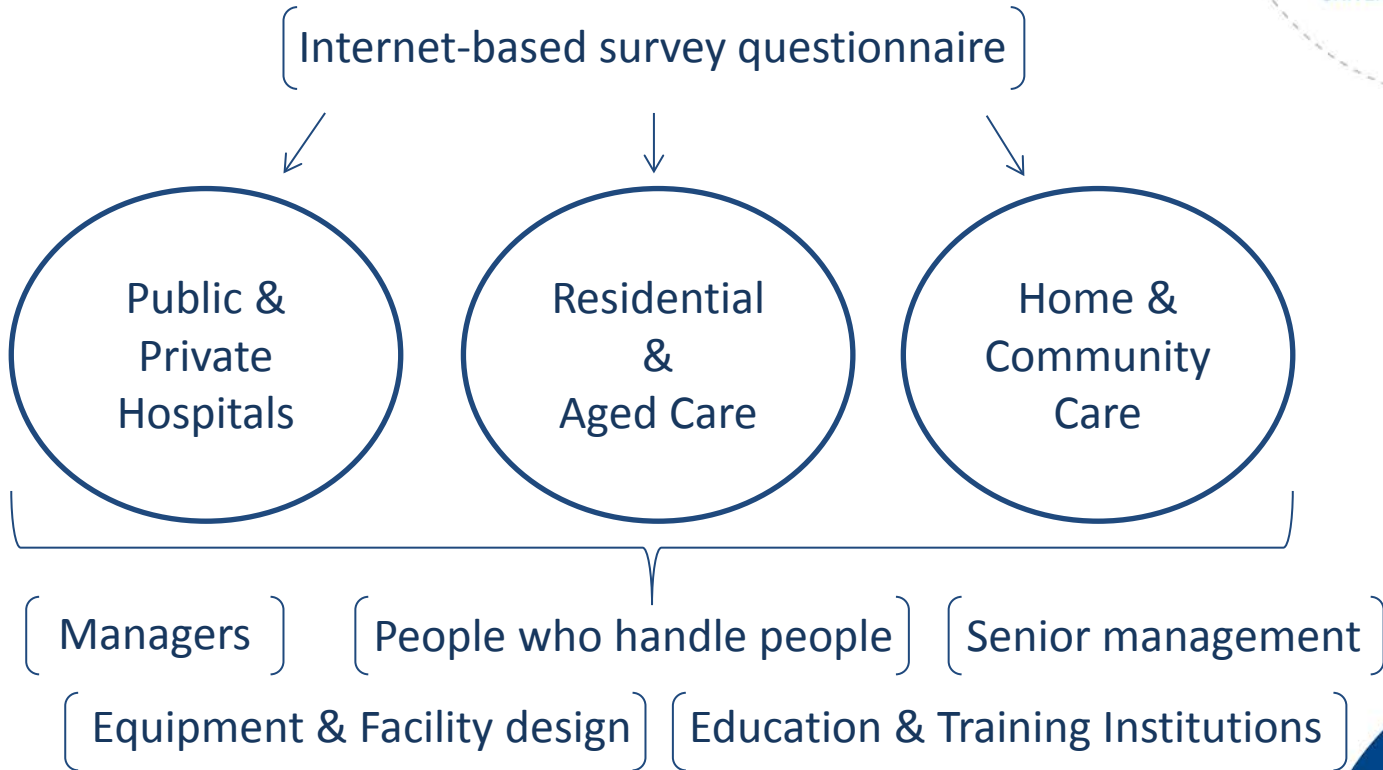 Internet-based survey questionnaire
Public &
Private
Hospitals
Residential
&
Aged Care
Home &
Community
Care
Managers
People who handle people
Senior management
Equipment & Facility design
Education & Training Institutions